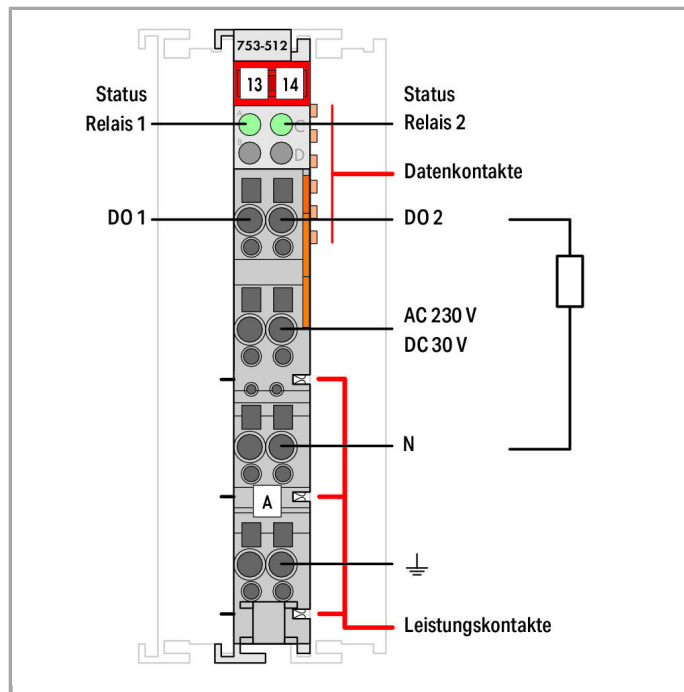 753-512
13 14
Status
Relais 1
Status
Relais 2
A
C
B
D
Datenkontakte
DO 1
DO 2
AC 230 V
DC 30 V
N
A
Leistungskontakte